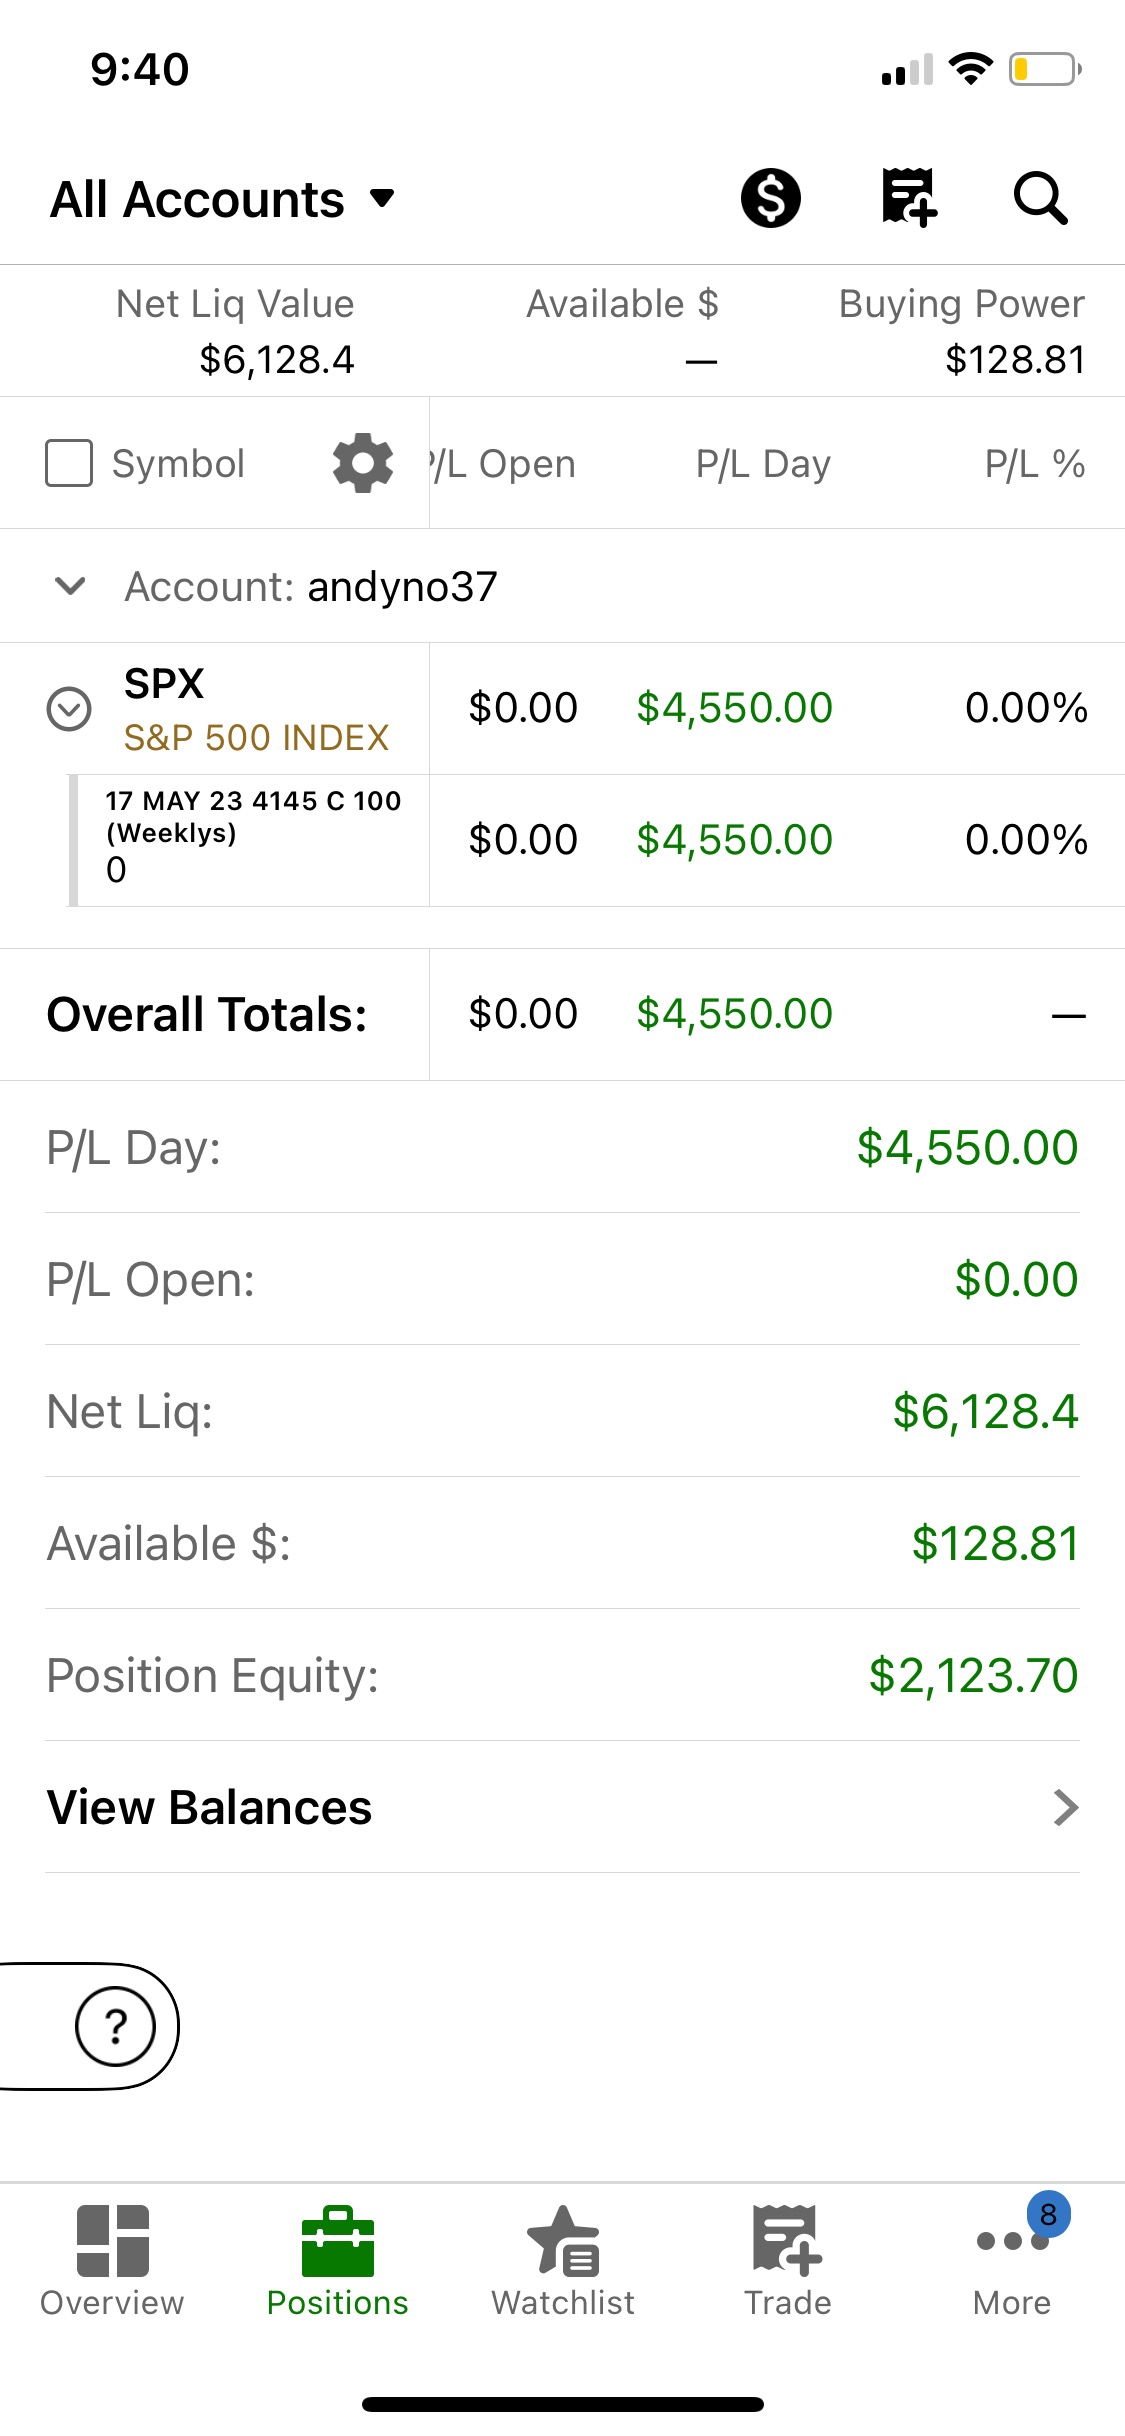 9:40
All Accounts
Net Liq Value Available $ Buying Power
$6,128.4 — $128.81
Symbol P/L Open P/L Day P/L %
Account: andyno37
SPX
S&P 500 INDEX
$0.00 $4,550.00 0.00%
17 MAY 23 4145 C 100
(Weeklys)
0
$0.00 $4,550.00 0.00%
Overall Totals: $0.00 $4,550.00 —
P/L Day: $4,550.00
P/L Open: $0.00
Net Liq: $6,128.4
Available $: $128.81
Position Equity: $2,123.70
View Balances
?
8
Overview Positions Watchlist Trade More